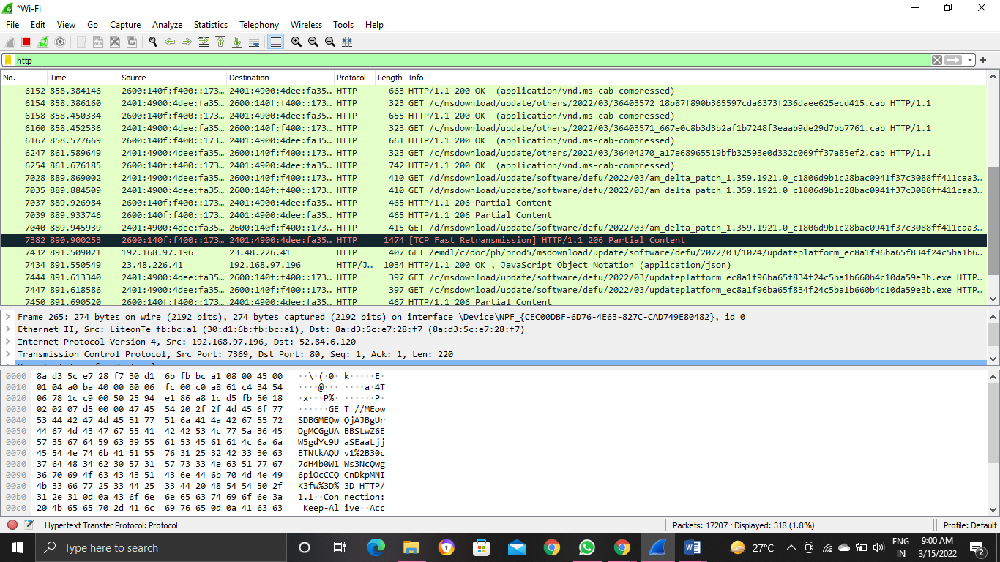 *Wi-Fi
File Edit View Go Capture Analyze Statistics Telephony Wireless Tools Help
http
No. Time Source Destination Protocol Length Info
6152 858.384146 2600:140f:f400::173… 2401:4900:4dee:fa35… HTTP 663 HTTP/1.1 200 OK (application/vnd.ms-cab-compressed)
6154 858.386160 2401:4900:4dee:fa35… 2600:140f:f400::173… HTTP 323 GET /c/msdownload/update/others/2022/03/36403572_18b87f890b365597cda6373f236daee625ecd415.cab HTTP/1.1
6158 858.450334 2600:140f:f400::173… 2401:4900:4dee:fa35… HTTP 655 HTTP/1.1 200 OK (application/vnd.ms-cab-compressed)
6160 858.452536 2401:4900:4dee:fa35… 2600:140f:f400::173… HTTP 323 GET /c/msdownload/update/others/2022/03/36403571_667e0c8b3d3b2af1b7248f3eaab9de29d7bb7761.cab HTTP/1.1
6167 858.577669 2600:140f:f400::173… 2401:4900:4dee:fa35… HTTP 661 HTTP/1.1 200 OK (application/vnd.ms-cab-compressed)
6247 861.589649 2401:4900:4dee:fa35… 2600:140f:f400::173… HTTP 323 GET /c/msdownload/update/others/2022/03/36404270_a17e68965519bfb32593e0d332c069ff37a85ef2.cab HTTP/1.1
6254 861.676185 2600:140f:f400::173… 2401:4900:4dee:fa35… HTTP 742 HTTP/1.1 200 OK (application/vnd.ms-cab-compressed)
7028 889.869002 2401:4900:4dee:fa35… 2600:140f:f400::173… HTTP 410 GET /d/msdownload/update/software/defu/2022/03/am_delta_patch_1.359.1921.0_c1806d9b1c28bac0941f37c3088ff411caa3…
7035 889.884509 2401:4900:4dee:fa35… 2600:140f:f400::173… HTTP 410 GET /d/msdownload/update/software/defu/2022/03/am_delta_patch_1.359.1921.0_c1806d9b1c28bac0941f37c3088ff411caa3…
7037 889.926984 2600:140f:f400::173… 2401:4900:4dee:fa35… HTTP 465 HTTP/1.1 206 Partial Content
7039 889.933746 2600:140f:f400::173… 2401:4900:4dee:fa35… HTTP 465 HTTP/1.1 206 Partial Content
7040 889.945939 2401:4900:4dee:fa35… 2600:140f:f400::173… HTTP 415 GET /d/msdownload/update/software/defu/2022/03/am_delta_patch_1.359.1921.0_c1806d9b1c28bac0941f37c3088ff411caa3…
7382 890.900253 2600:140f:f400::173… 2401:4900:4dee:fa35… HTTP 1474 [TCP Fast Retransmission] HTTP/1.1 206 Partial Content
7432 891.509021 192.168.97.196 23.48.226.41 HTTP 407 GET /emdl/c/doc/ph/prod5/msdownload/update/software/defu/2022/03/1024/updateplatform_ec8a1f96ba65f834f24c5ba1b6…
7434 891.550549 23.48.226.41 192.168.97.196 HTTP/J… 1034 HTTP/1.1 200 OK , JavaScript Object Notation (application/json)
7444 891.613340 2401:4900:4dee:fa35… 2600:140f:f400::173… HTTP 397 GET /c/msdownload/update/software/defu/2022/03/updateplatform_ec8a1f96ba65f834f24c5ba1b660b4c10da59e3b.exe HTTP…
7447 891.618586 2401:4900:4dee:fa35… 2600:140f:f400::173… HTTP 397 GET /c/msdownload/update/software/defu/2022/03/updateplatform_ec8a1f96ba65f834f24c5ba1b660b4c10da59e3b.exe HTTP…
7450 891.690520 2600:140f:f400::173… 2401:4900:4dee:fa35… HTTP 467 HTTP/1.1 206 Partial Content
Frame 265: 274 bytes on wire (2192 bits), 274 bytes captured (2192 bits) on interface \Device\NPF_{CEC00DBF-6D76-4E63-827C-CAD749E80482}, id 0
Ethernet II, Src: LiteonTe_fb:bc:a1 (30:d1:6b:fb:bc:a1), Dst: 8a:d3:5c:e7:28:f7 (8a:d3:5c:e7:28:f7)
Internet Protocol Version 4, Src: 192.168.97.196, Dst: 52.84.6.120
Transmission Control Protocol, Src Port: 7369, Dst Port: 80, Seq: 1, Ack: 1, Len: 220
0000 8a d3 5c e7 28 f7 30 d1 6b fb bc a1 08 00 45 00 ··\·(·0· k·····E·
0010 01 04 a0 ba 40 00 80 06 fc 00 c0 a8 61 c4 34 54 ····@··· ····a·4T
0020 06 78 1c c9 00 50 25 94 e1 86 a8 1c d5 fb 50 18 ·x···P%· ······P·
0030 02 02 07 d5 00 00 47 45 54 20 2f 2f 4d 45 6f 77 ······GE T //MEow
0040 53 44 42 47 4d 45 51 77 51 6a 41 4a 42 67 55 72 SDBGMEQw QjAJBgUr
0050 44 67 4d 43 47 67 55 41 42 42 53 4c 77 5a 36 45 DgMCGgUA BBSLwZ6E
0060 57 35 67 64 59 63 39 55 61 53 45 61 61 4c 6a 6a W5gdYc9U aSEaaLjj
0070 45 54 4e 74 6b 41 51 55 76 31 25 32 42 33 30 63 ETNtkAQU v1%2B30c
0080 37 64 48 34 62 30 57 31 57 73 33 4e 63 51 77 67 7dH4b0W1 Ws3NcQwg
0090 36 70 69 4f 63 43 43 51 43 6e 44 6b 70 4d 4e 49 6piOcCCQ CnDkpMNI
00a0 4b 33 66 77 25 33 44 25 33 44 20 48 54 54 50 2f K3fw%3D% 3D HTTP/
00b0 31 2e 31 0d 0a 43 6f 6e 6e 65 63 74 69 6f 6e 3a 1.1··Con nection:
00c0 20 4b 65 65 70 2d 41 6c 69 76 65 0d 0a 41 63 63 Keep-Al ive··Acc
Hypertext Transfer Protocol: Protocol
Packets: 17207 · Displayed: 318 (1.8%)
Profile: Default
Type here to search
27°C
ENG
IN
9:00 AM
3/15/2022
2